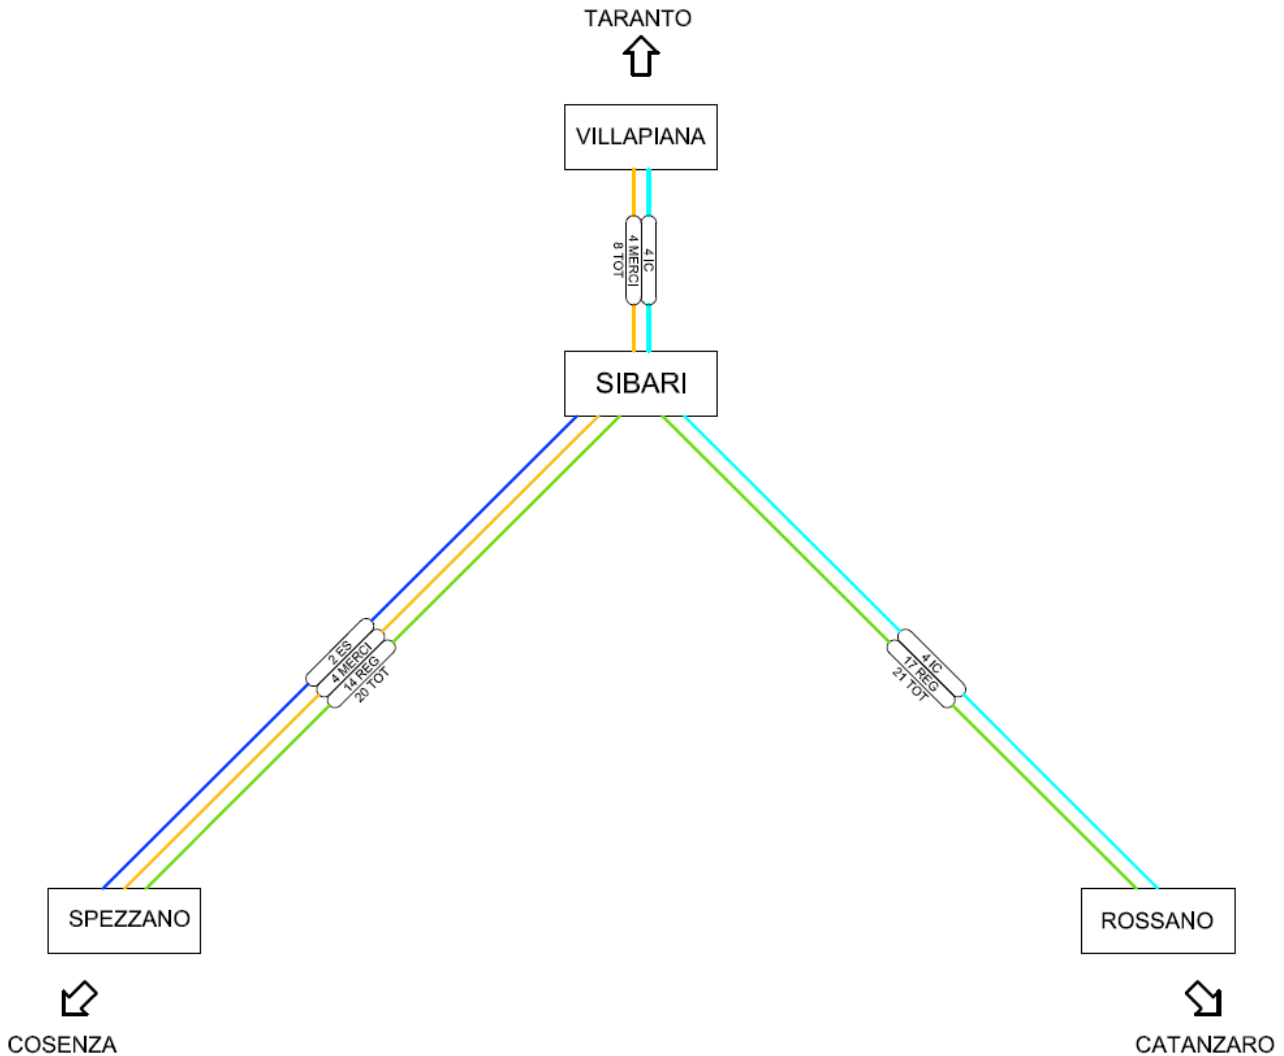 TARANTO
VILLAPIANA
4 IC
4 MERCI
8 TOT
SIBARI
2 ES
4 MERCI
14 REG
20 TOT
4 IC
17 REG
21 TOT
SPEZZANO
ROSSANO
COSENZA
CATANZARO